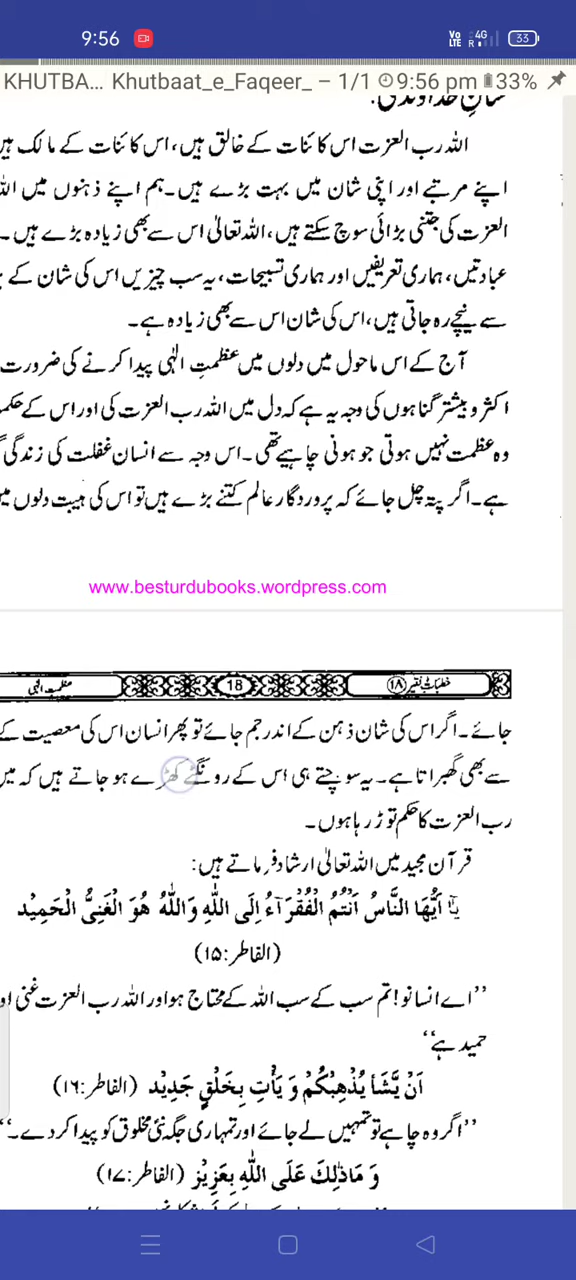 9:56 Vo LTE 4G R 33
KHUTBA... Khutbaat_e_Faqeer_ – 1/1 9:56 pm 33%
شانِ خداوندی:
اللہ رب العزت اس کائنات کے خالق ہیں، اس کائنات کے مالک ہیں
اپنے مرتبے اور اپنی شان میں بہت بڑے ہیں۔ ہم اپنے ذہنوں میں
العزت کی جتنی بڑائی سوچ سکتے ہیں، اللہ تعالیٰ اس سے بھی زیادہ بڑے ہیں۔
عبادتیں، ہماری تعریفیں اور ہماری تسبیحات، یہ سب چیزیں اس کی شان کے
سے نیچے رہ جاتی ہیں، اس کی شان اس سے بھی زیادہ ہے۔
آج کے اس ماحول میں دلوں میں عظمتِ الٰہی پیدا کرنے کی ضرورت
اکثر و بیشتر گناہوں کی وجہ یہ ہے کہ دل میں اللہ رب العزت کی اور اس کے
وہ عظمت نہیں ہوتی جو ہونی چاہیے تھی۔ اس وجہ سے انسان غفلت کی زندگی
ہے۔ اگر پتہ چل جائے کہ پروردگار عالم کتنے بڑے ہیں تو اس کی ہیبت دلوں
www.besturdubooks.wordpress.com
خطبات فقیر ⑱ 18 عظمتِ الٰہی
جائے۔ اگر اس کی شان ذہن کے اندر جم جائے تو پھر انسان اس کی معصیت کے
سے بھی گھبراتا ہے۔ یہ سوچتے ہی اس کے رونگٹے کھڑے ہو جاتے ہیں کہ
رب العزت کا حکم توڑ رہا ہوں۔
قرآن مجید میں اللہ تعالیٰ ارشاد فرماتے ہیں:
يٰٓاَيُّهَا النَّاسُ اَنْتُمُ الْفُقَرَآءُ اِلَى اللّٰهِ وَاللّٰهُ هُوَ الْغَنِىُّ الْحَمِيْدُ
(الفاطر:۱۵)
’’اے انسانو! تم سب کے سب اللہ کے محتاج ہو اور اللہ رب العزت غنی
حمید ہے‘‘
اَنْ يَّشَاْ يُذْهِبْكُمْ وَ يَاْتِ بِخَلْقٍ جَدِيْدٍ (الفاطر:۱۶)
’’اگر وہ چاہے تو تمہیں لے جائے اور تمہاری جگہ نئی مخلوق کو پیدا کر دے۔‘‘
وَ مَاذٰلِكَ عَلَى اللّٰهِ بِعَزِيْزٍ (الفاطر:۱۷)